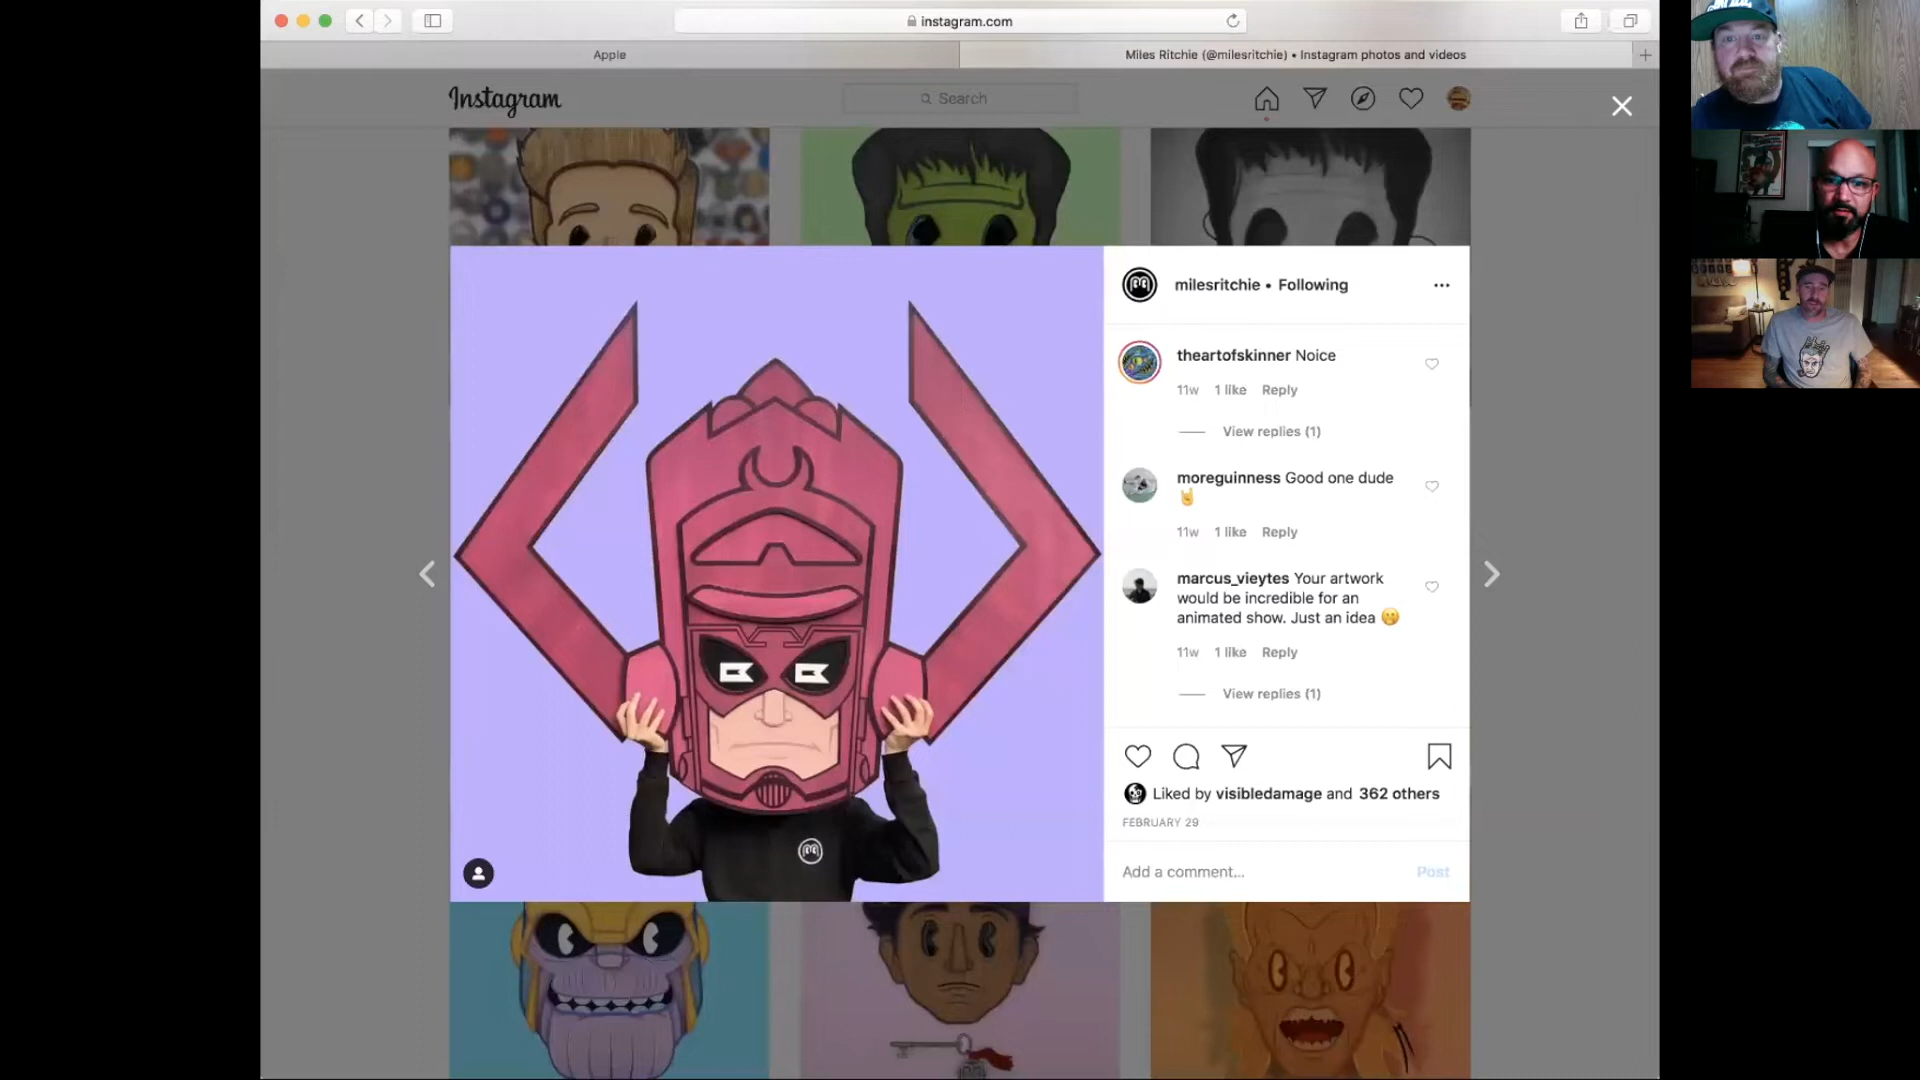 instagram.com
Apple
Miles Ritchie (@milesritchie) • Instagram photos and videos
Instagram
Search
milesritchie • Following
theartofskinner Noice
11w 1 like Reply
View replies (1)
moreguinness Good one dude
🤘
11w 1 like Reply
marcus_vieytes Your artwork
would be incredible for an
animated show. Just an idea 🤭
11w 1 like Reply
View replies (1)
Liked by visibledamage and 362 others
FEBRUARY 29
Add a comment...
Post